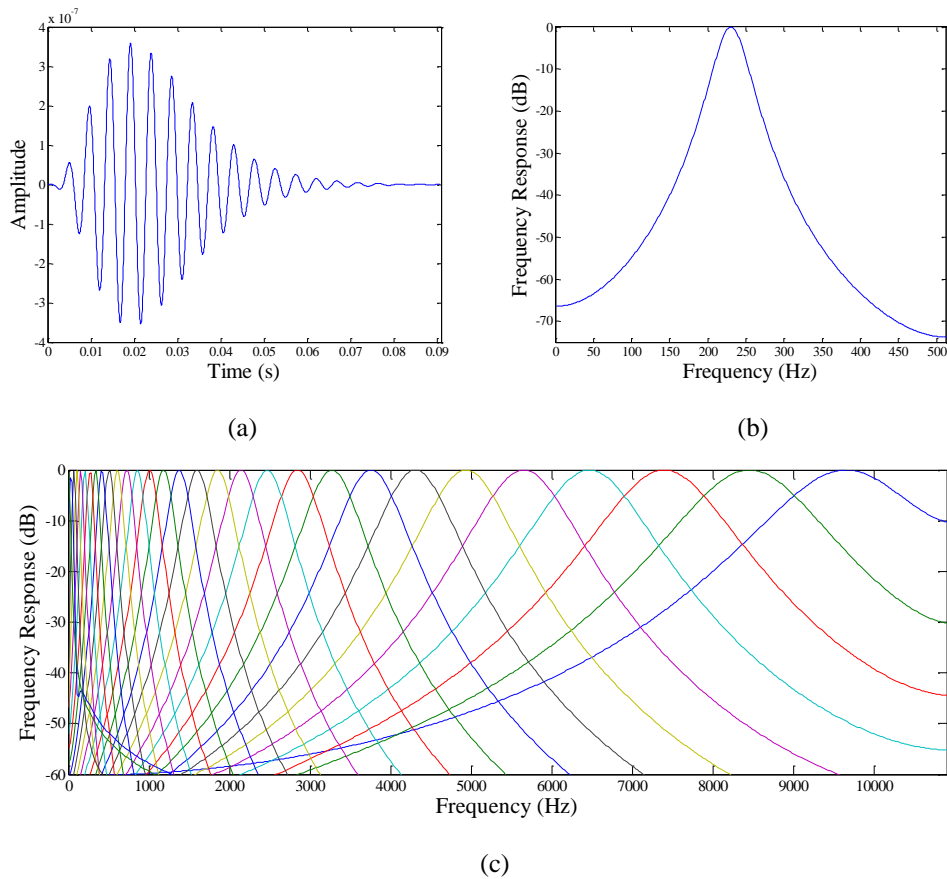 x 10^-7
4
3
2
1
0
-1
-2
-3
-4
Amplitude
0 0.01 0.02 0.03 0.04 0.05 0.06 0.07 0.08 0.09
Time (s)
(a)
0
-10
-20
-30
-40
-50
-60
-70
Frequency Response (dB)
0 50 100 150 200 250 300 350 400 450 500
Frequency (Hz)
(b)
0
-10
-20
-30
-40
-50
-60
Frequency Response (dB)
0 1000 2000 3000 4000 5000 6000 7000 8000 9000 10000
Frequency (Hz)
(c)